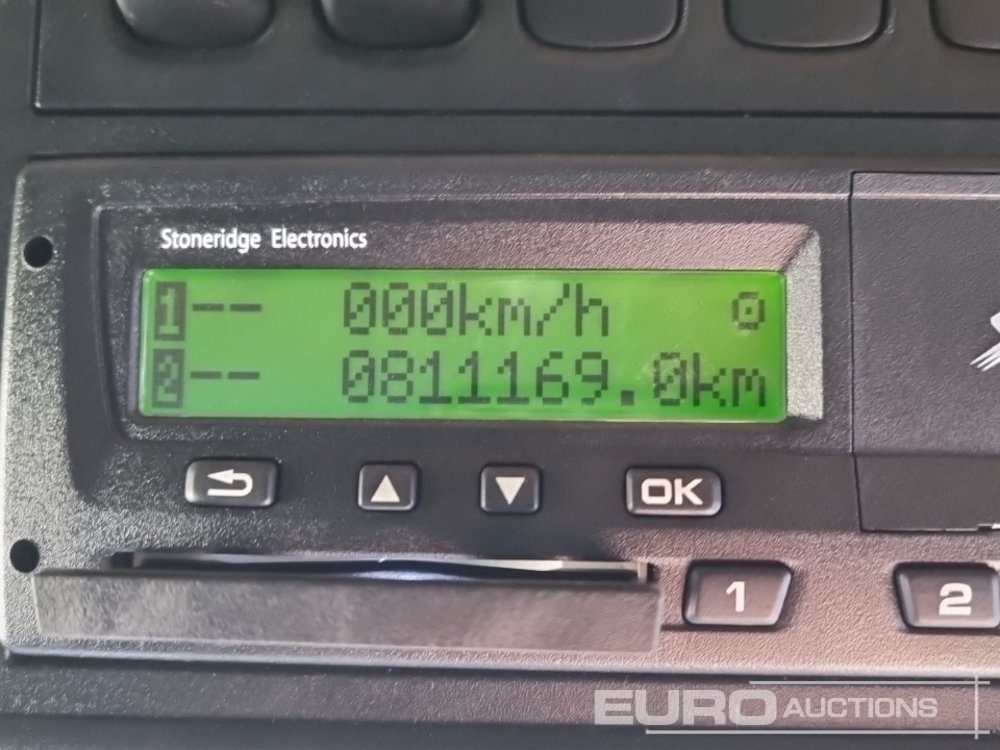 Stoneridge Electronics
1-- 000km/h
2-- 0811169.0km
OK
1 2
EURO AUCTIONS